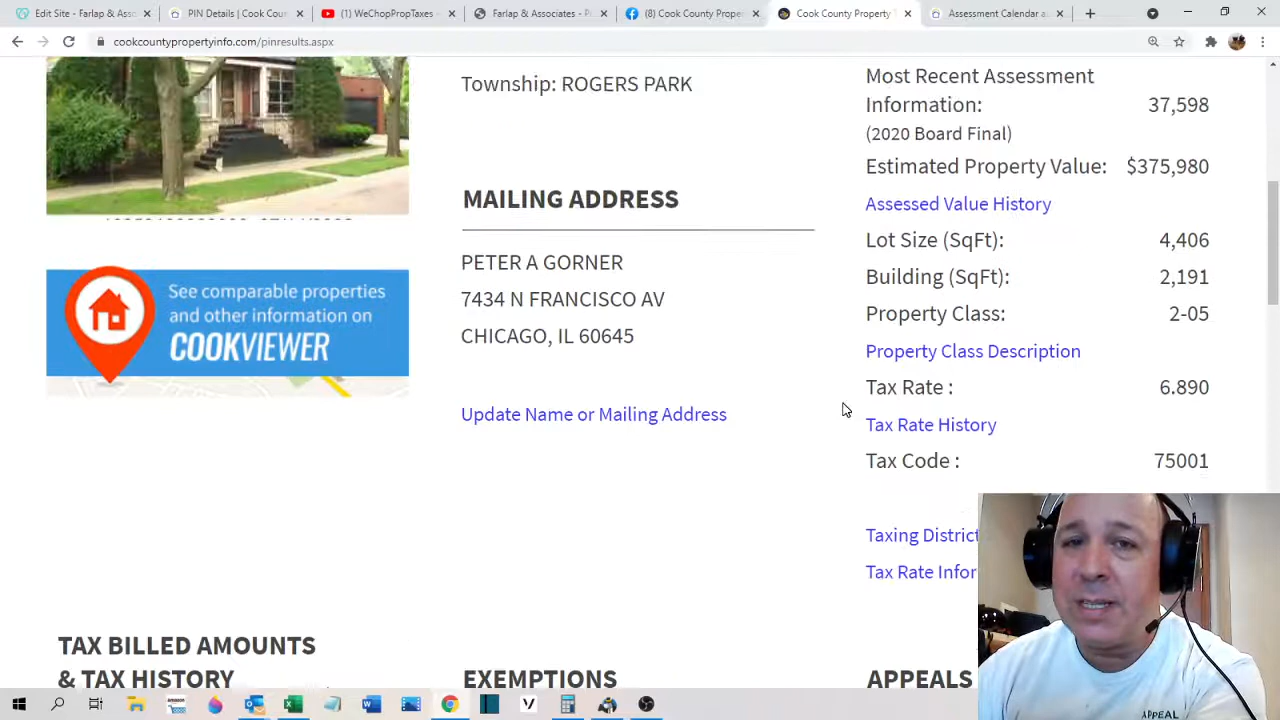 Edit Site - Farlap & Assoc
PIN Details | Cook Coun
(1) WeChopPropTaxes
Farlap & Associates - P
(8) Cook County Proper
Cook County Property T
Assessment Calendar an
cookcountypropertyinfo.com/pinresults.aspx
Township: ROGERS PARK
Most Recent Assessment
Information: 37,598
(2020 Board Final)
Estimated Property Value: $375,980
Assessed Value History
Lot Size (SqFt): 4,406
Building (SqFt): 2,191
Property Class: 2-05
Property Class Description
Tax Rate : 6.890
Tax Rate History
Tax Code : 75001
Taxing District
Tax Rate Infor
MAILING ADDRESS
PETER A GORNER
7434 N FRANCISCO AV
CHICAGO, IL 60645
Update Name or Mailing Address
See comparable properties
and other information on
COOKVIEWER
TAX BILLED AMOUNTS
& TAX HISTORY
EXEMPTIONS
APPEALS
APPEAL